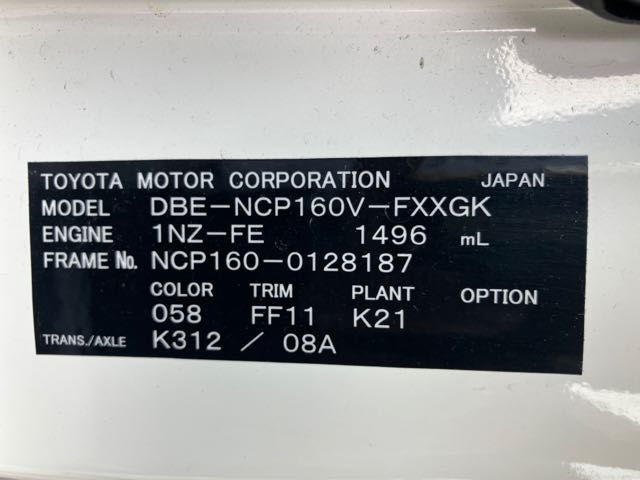 TOYOTA MOTOR CORPORATION JAPAN
MODEL DBE-NCP160V-FXXGK
ENGINE 1NZ-FE 1496 mL
FRAME No. NCP160-0128187
COLOR TRIM PLANT OPTION
058 FF11 K21
TRANS./AXLE K312 / 08A